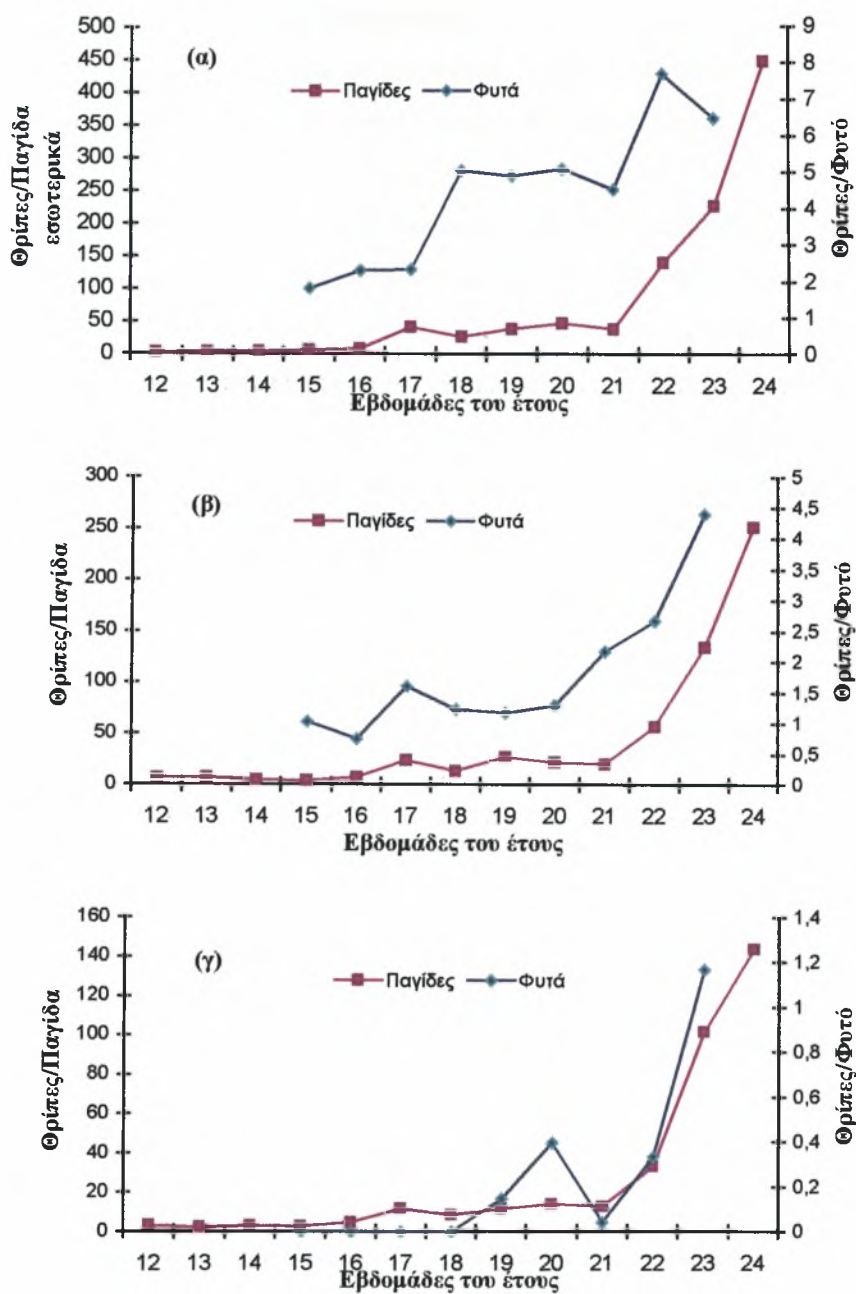 (α)
Παγίδες Φυτά
Θρίπες/Παγίδα
εσωτερικά
500
450
400
350
300
250
200
150
100
50
0
9
8
7
6
5
4
3
2
1
0
Θρίπες/Φυτό
12 13 14 15 16 17 18 19 20 21 22 23 24
Εβδομάδες του έτους
(β)
Παγίδες Φυτά
Θρίπες/Παγίδα
300
250
200
150
100
50
0
5
4,5
4
3,5
3
2,5
2
1,5
1
0,5
0
Θρίπες/Φυτό
12 13 14 15 16 17 18 19 20 21 22 23 24
Εβδομάδες του έτους
(γ)
Παγίδες Φυτά
Θρίπες/Παγίδα
160
140
120
100
80
60
40
20
0
1,4
1,2
1
0,8
0,6
0,4
0,2
0
Θρίπες/Φυτό
12 13 14 15 16 17 18 19 20 21 22 23 24
Εβδομάδες του έτους